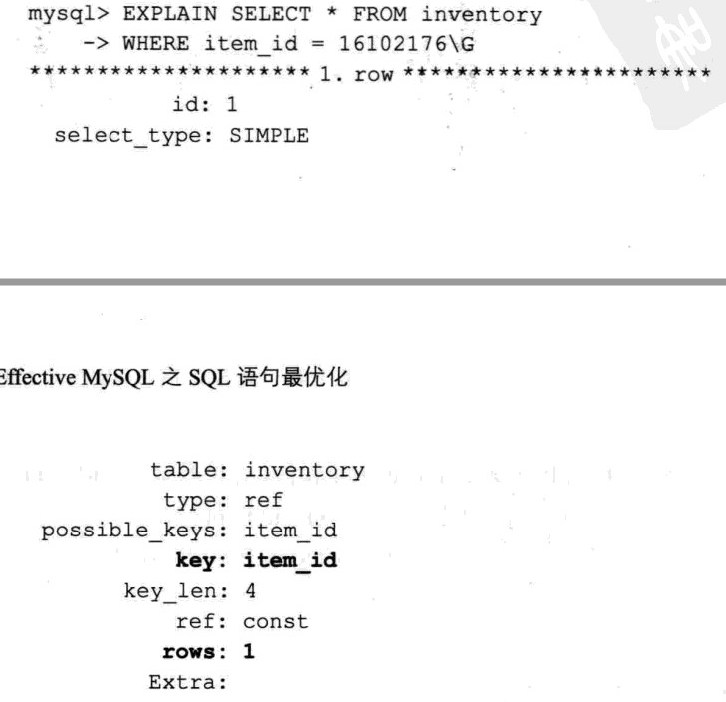 mysql> EXPLAIN SELECT * FROM inventory
-> WHERE item_id = 16102176\G
********************* 1. row ***********************
id: 1
select_type: SIMPLE
Effective MySQL 之 SQL 语句最优化
table: inventory
type: ref
possible_keys: item_id
key: item_id
key_len: 4
ref: const
rows: 1
Extra: